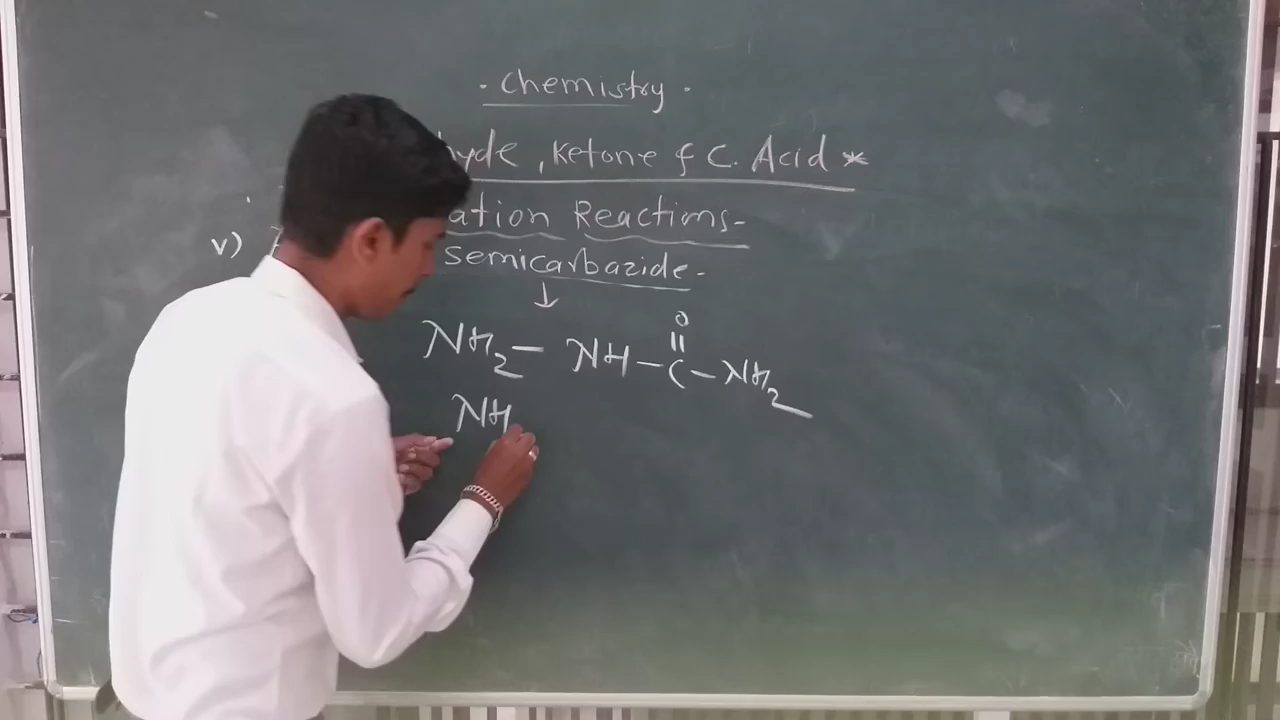 · Chemistry ·
hyde, Ketone & C. Acid *
ation Reactions-
v) semicarbazide-
↓
O
||
NH2 - NH - C - NH2
NH